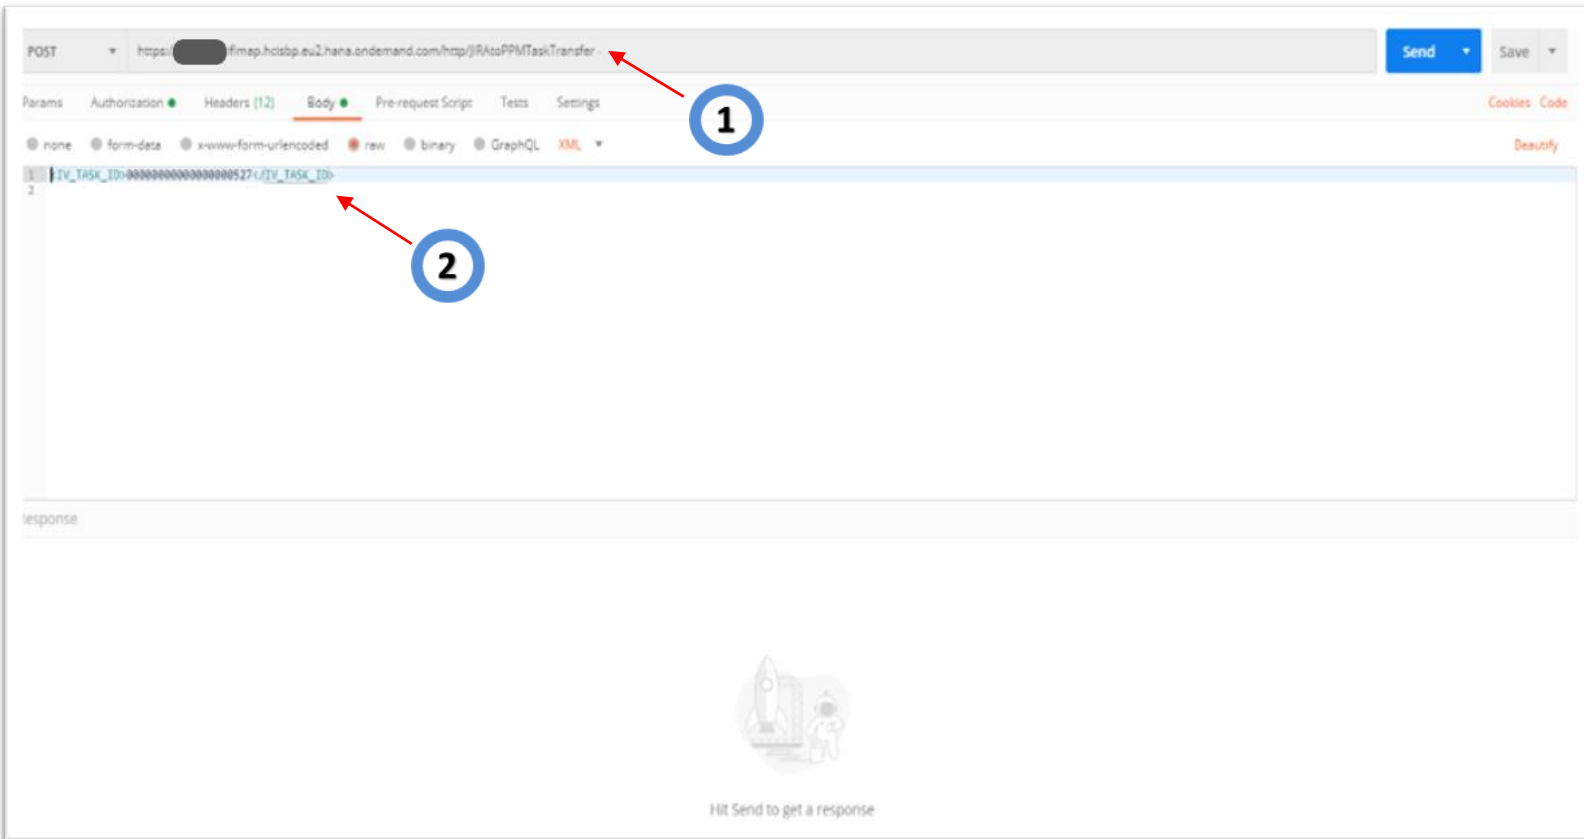 POST https:/ ifmap.hcisbp.eu2.hana.ondemand.com/http/JIRAtoPPMTaskTransfer Send Save
Params Authorization Headers (12) Body Pre-request Script Tests Settings Cookies Code
1
none form-data x-www-form-urlencoded raw binary GraphQL XML Beautify
1 <IV_TASK_ID>00000000000000000527</IV_TASK_ID>
2
2
Response
Hit Send to get a response